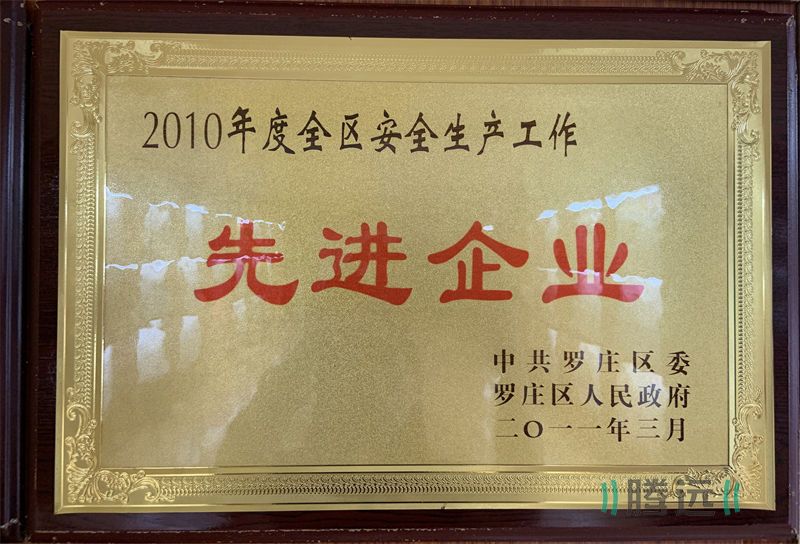 2010年度全区安全生产工作
先进企业
中共罗庄区委
罗庄区人民政府
二〇一一年三月
腾远